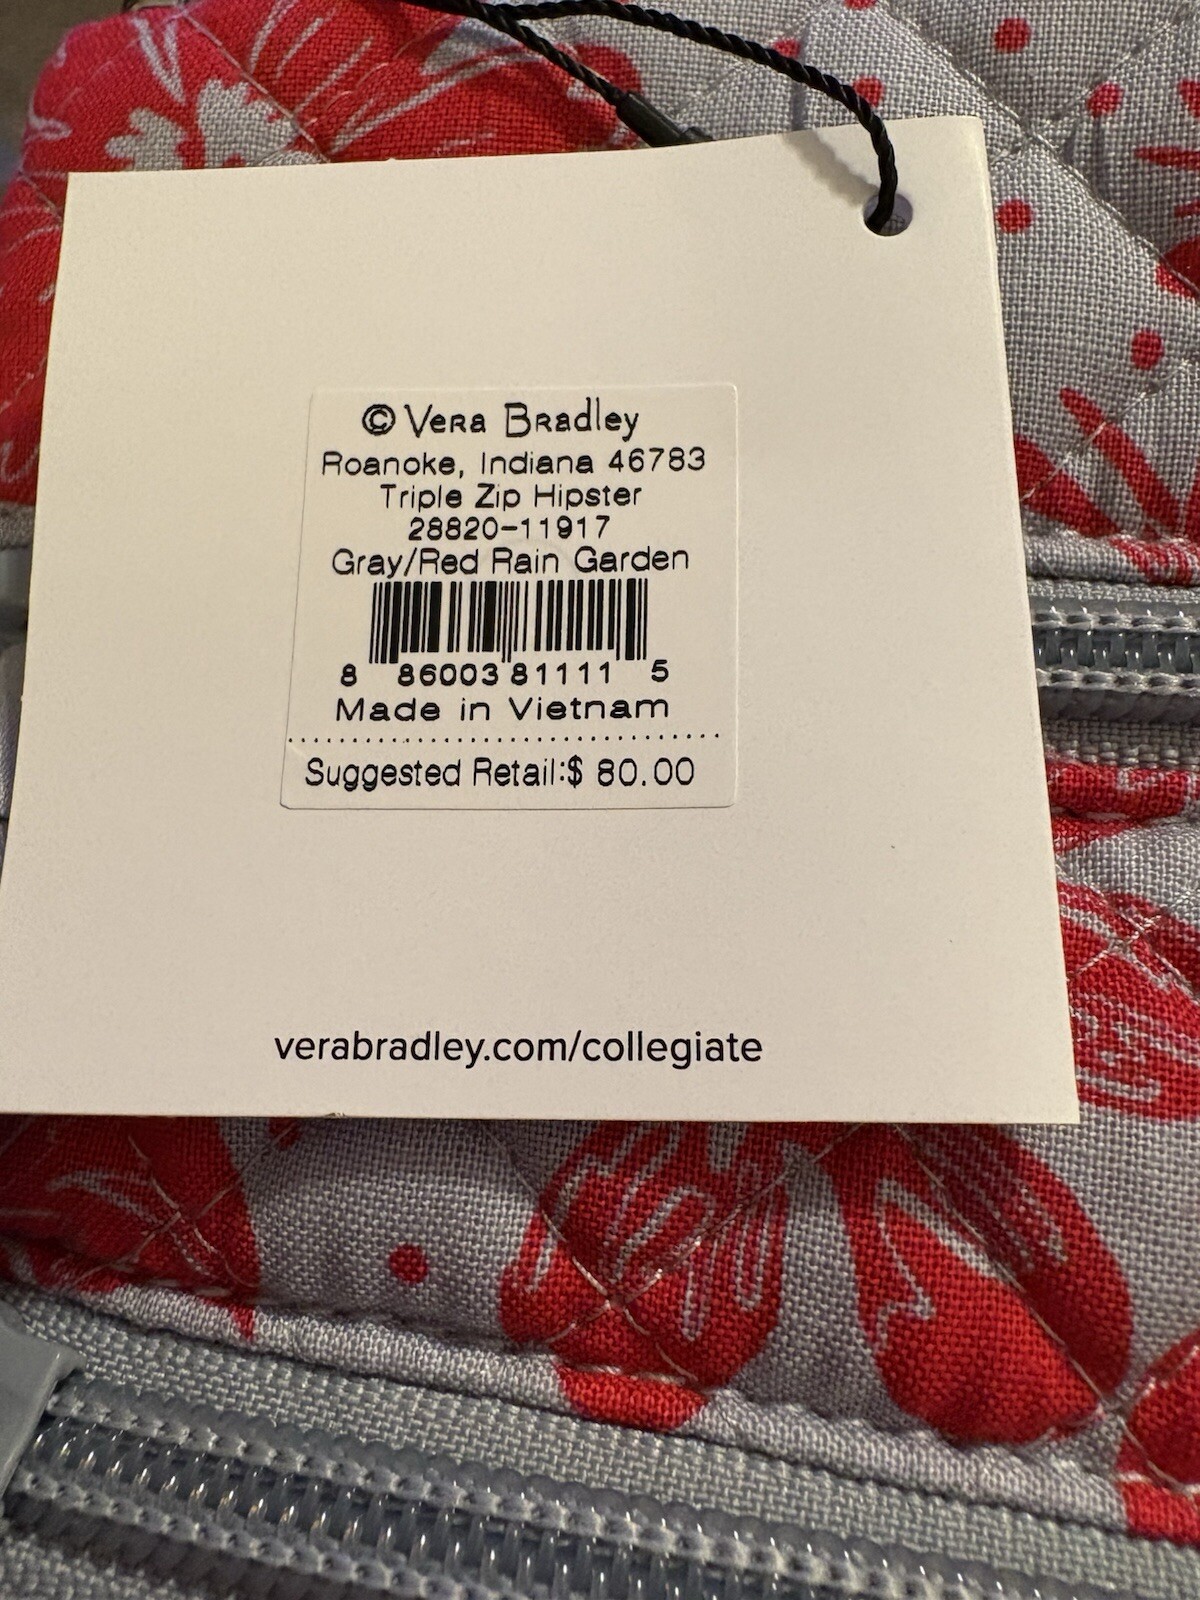 © Vera Bradley
Roanoke, Indiana 46783
Triple Zip Hipster
28820-11917
Gray/Red Rain Garden
8 86003 81111 5
Made in Vietnam
Suggested Retail:$ 80.00
verabradley.com/collegiate